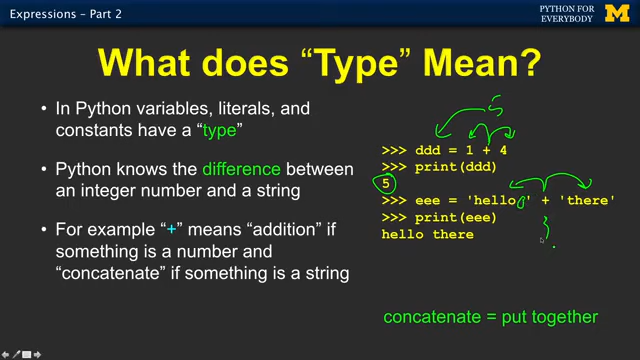 Expressions – Part 2
PYTHON FOR
EVERYBODY
M
What does “Type” Mean?
• In Python variables, literals, and
constants have a “type”
• Python knows the difference between
an integer number and a string
• For example “+” means “addition” if
something is a number and
“concatenate” if something is a string
5
>>> ddd = 1 + 4
>>> print(ddd)
5
>>> eee = 'hello ' + 'there'
>>> print(eee)
hello there
concatenate = put together